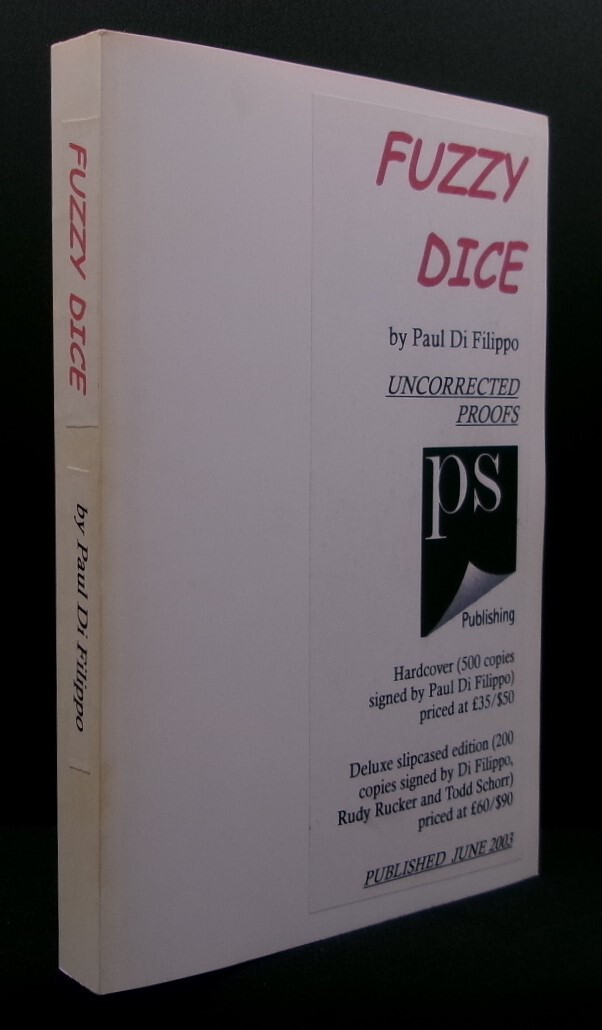 FUZZY DICE
by Paul Di Filippo
FUZZY
DICE
by Paul Di Filippo
UNCORRECTED
PROOFS
ps
Publishing
Hardcover (500 copies
signed by Paul Di Filippo)
priced at £35/$50
Deluxe slipcased edition (200
copies signed by Di Filippo,
Rudy Rucker and Todd Schorr)
priced at £60/$90
PUBLISHED JUNE 2003